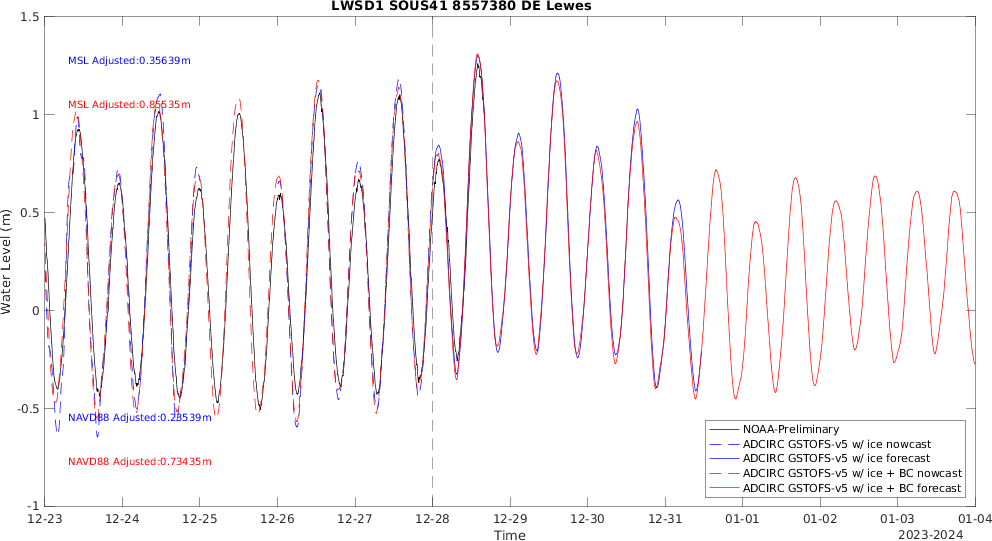 LWSD1 SOUS41 8557380 DE Lewes
1.5
MSL Adjusted:0.35639m
MSL Adjusted:0.85535m
1
0.5
Water Level (m)
0
-0.5
NAVD88 Adjusted:0.23539m
NAVD88 Adjusted:0.73435m
NOAA-Preliminary
ADCIRC GSTOFS-v5 w/ ice nowcast
ADCIRC GSTOFS-v5 w/ ice forecast
ADCIRC GSTOFS-v5 w/ ice + BC nowcast
ADCIRC GSTOFS-v5 w/ ice + BC forecast
-1
12-23 12-24 12-25 12-26 12-27 12-28 12-29 12-30 12-31 01-01 01-02 01-03 01-04
Time
2023-2024